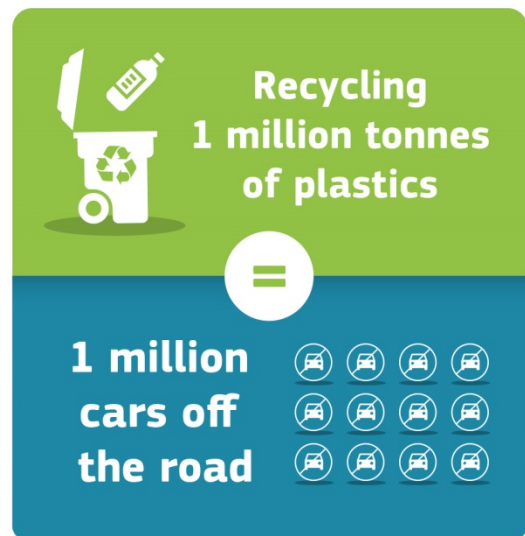 Recycling
1 million tonnes
of plastics
=
1 million
cars off
the road